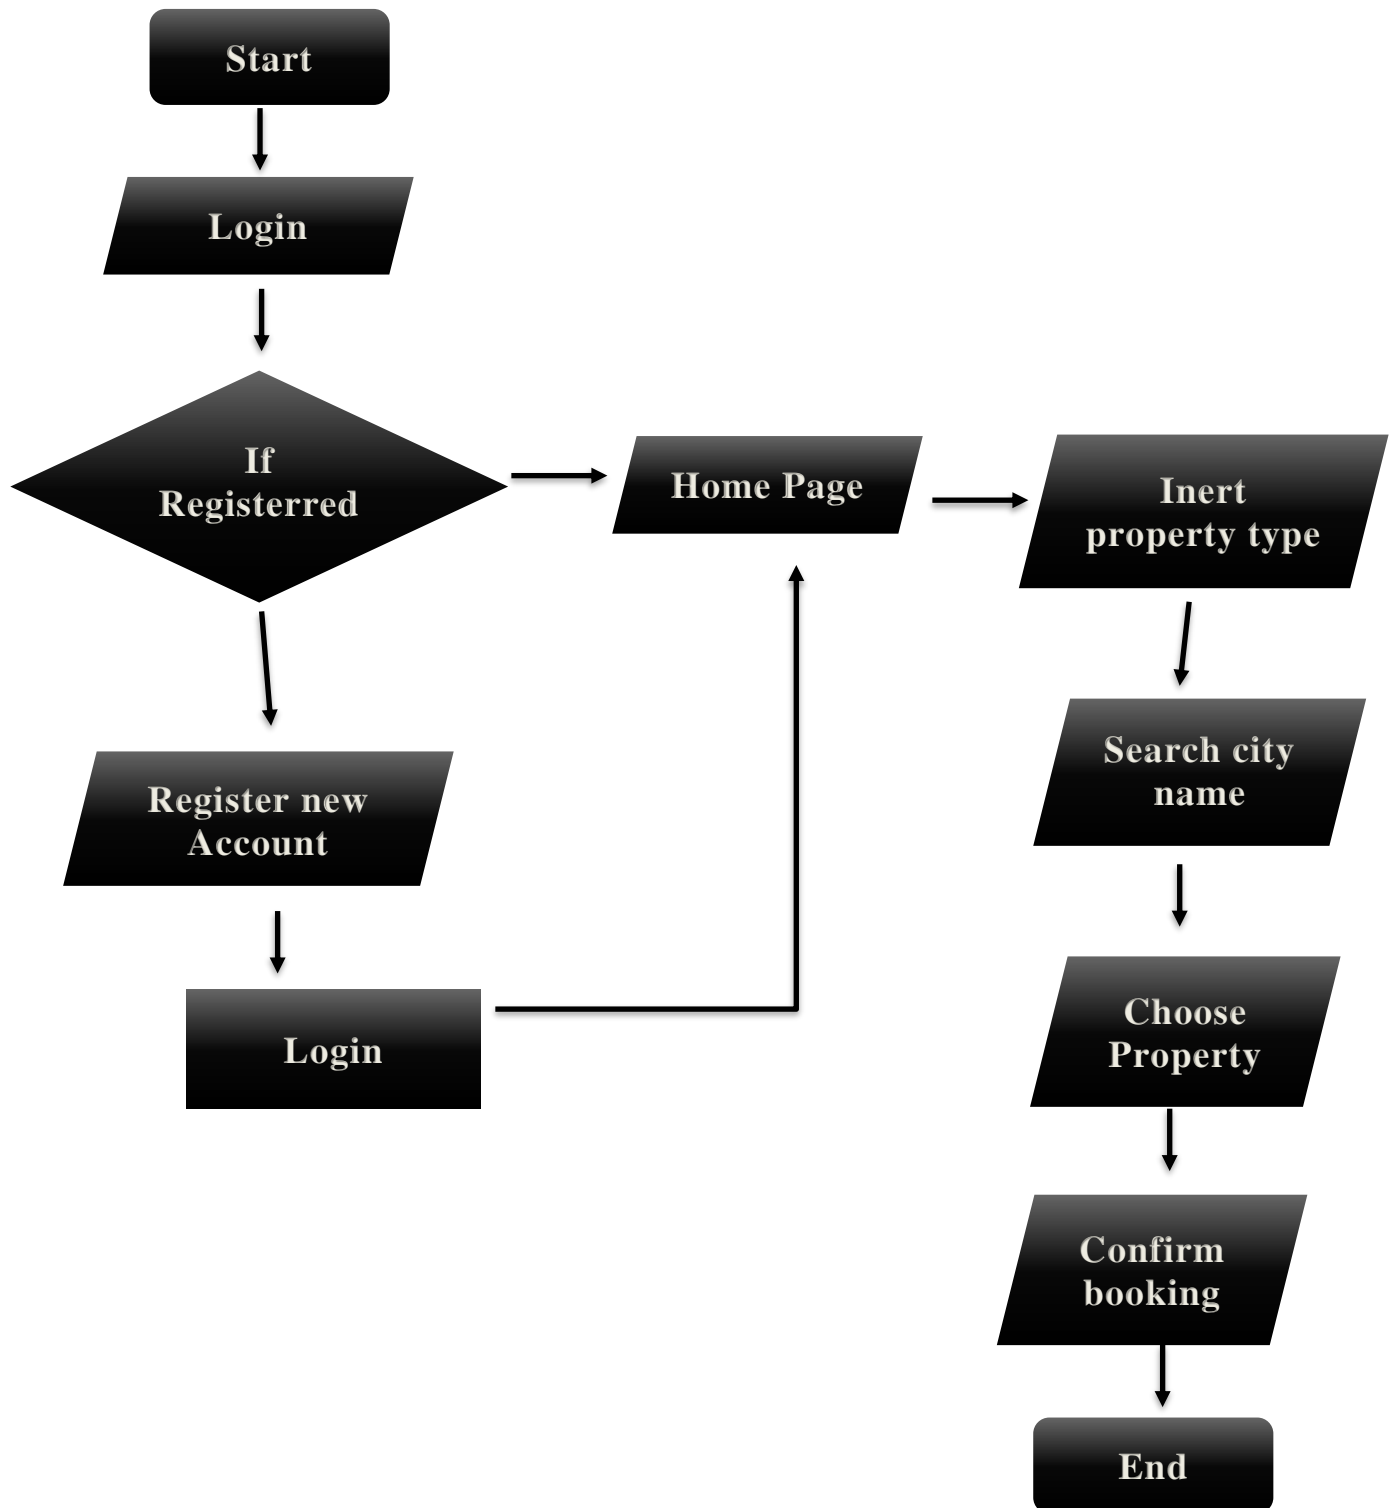 Start
Login
If
Registerred
Home Page
Inert
property type
Register new
Account
Search city
name
Login
Choose
Property
Confirm
booking
End